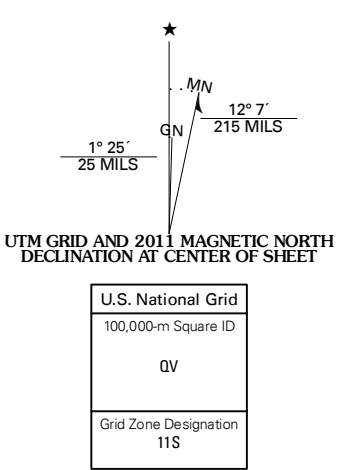 MN
12° 7´
215 MILS
GN
1° 25´
25 MILS
UTM GRID AND 2011 MAGNETIC NORTH
DECLINATION AT CENTER OF SHEET
U.S. National Grid
100,000-m Square ID
QV
Grid Zone Designation
11S